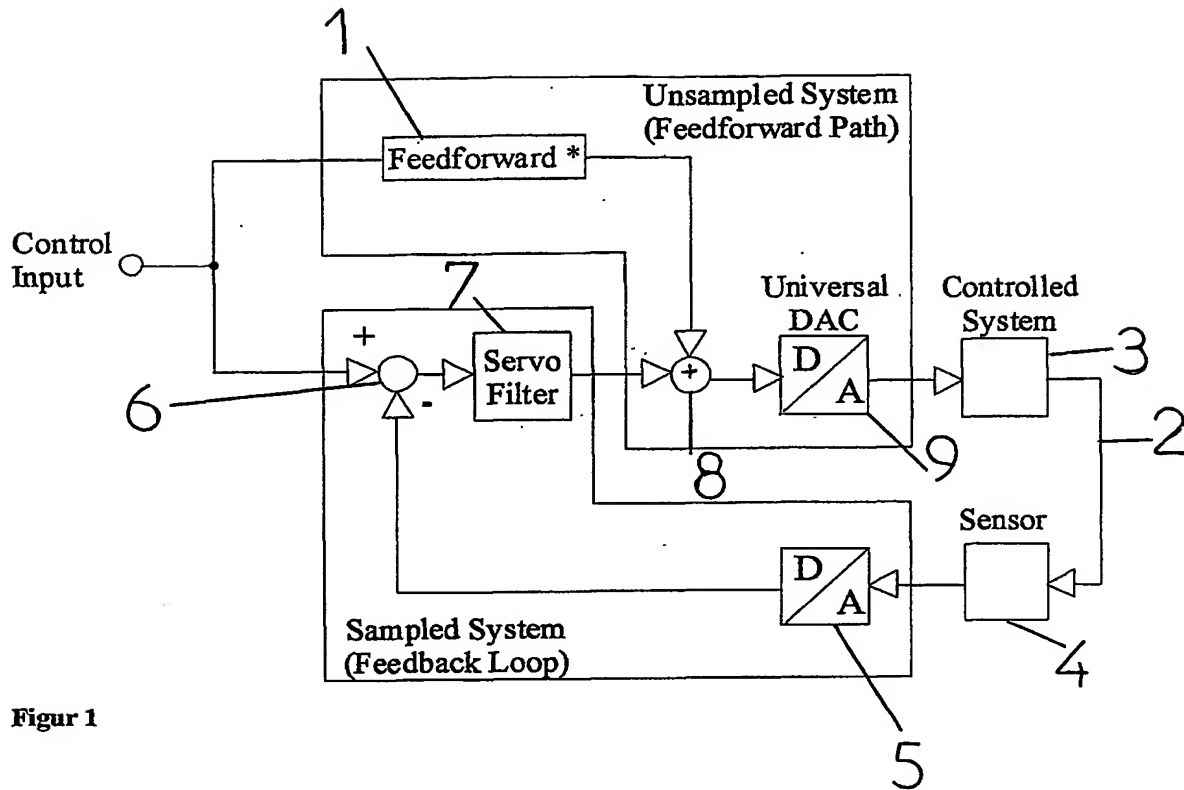 1
Unsampled System
(Feedforward Path)
Feedforward *
Control
Input
7
Universal
DAC
Controlled
System
+
Servo
Filter
+
D
A
3
6
-
8
9
2
Sensor
D
A
Sampled System
(Feedback Loop)
4
5
Figur 1